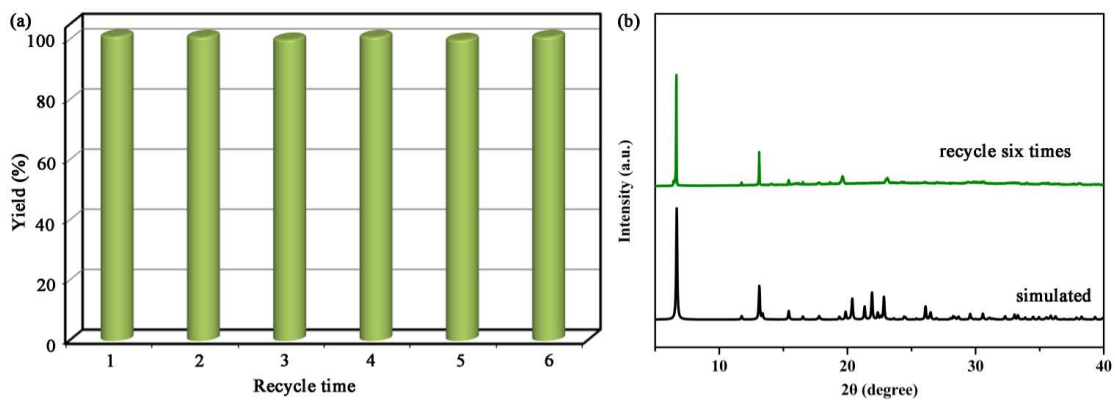 (a)
100
80
60
40
20
0
Yield (%)
1 2 3 4 5 6
Recycle time
(b)
Intensity (a.u.)
recycle six times
simulated
10 20 30 40
2θ (degree)